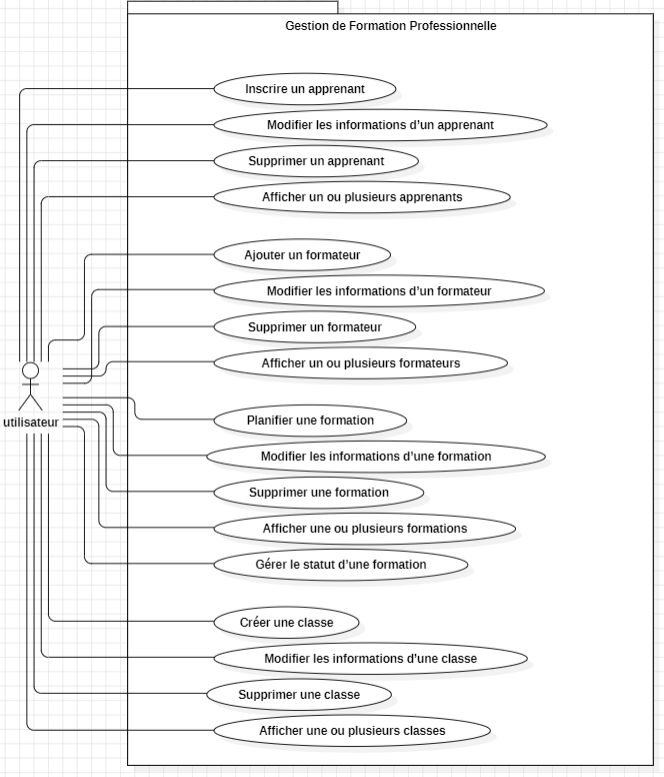 Gestion de Formation Professionnelle
Inscrire un apprenant
Modifier les informations d'un apprenant
Supprimer un apprenant
Afficher un ou plusieurs apprenants
Ajouter un formateur
Modifier les informations d'un formateur
Supprimer un formateur
Afficher un ou plusieurs formateurs
utilisateur
Planifier une formation
Modifier les informations d'une formation
Supprimer une formation
Afficher une ou plusieurs formations
Gérer le statut d'une formation
Créer une classe
Modifier les informations d'une classe
Supprimer une classe
Afficher une ou plusieurs classes